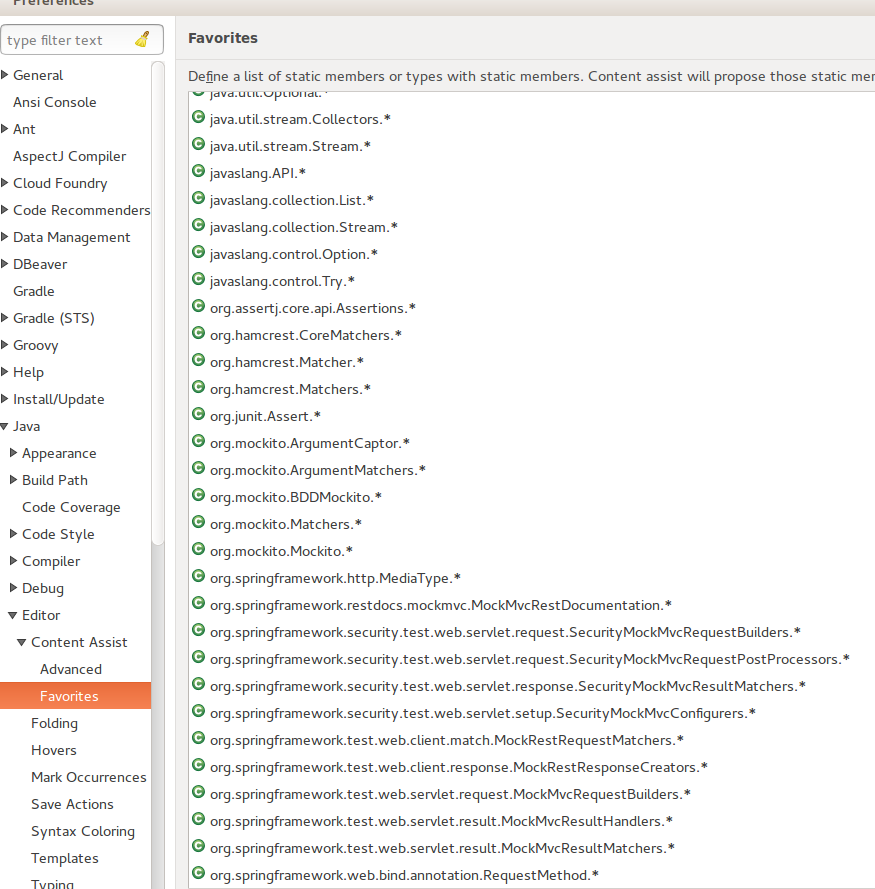 Preferences
type filter text
General
Ansi Console
Ant
AspectJ Compiler
Cloud Foundry
Code Recommenders
Data Management
DBeaver
Gradle
Gradle (STS)
Groovy
Help
Install/Update
Java
Appearance
Build Path
Code Coverage
Code Style
Compiler
Debug
Editor
Content Assist
Advanced
Favorites
Folding
Hovers
Mark Occurrences
Save Actions
Syntax Coloring
Templates
Typing
Favorites
Define a list of static members or types with static members. Content assist will propose those static mer
java.util.Optional.*
java.util.stream.Collectors.*
java.util.stream.Stream.*
javaslang.API.*
javaslang.collection.List.*
javaslang.collection.Stream.*
javaslang.control.Option.*
javaslang.control.Try.*
org.assertj.core.api.Assertions.*
org.hamcrest.CoreMatchers.*
org.hamcrest.Matcher.*
org.hamcrest.Matchers.*
org.junit.Assert.*
org.mockito.ArgumentCaptor.*
org.mockito.ArgumentMatchers.*
org.mockito.BDDMockito.*
org.mockito.Matchers.*
org.mockito.Mockito.*
org.springframework.http.MediaType.*
org.springframework.restdocs.mockmvc.MockMvcRestDocumentation.*
org.springframework.security.test.web.servlet.request.SecurityMockMvcRequestBuilders.*
org.springframework.security.test.web.servlet.request.SecurityMockMvcRequestPostProcessors.*
org.springframework.security.test.web.servlet.response.SecurityMockMvcResultMatchers.*
org.springframework.security.test.web.servlet.setup.SecurityMockMvcConfigurers.*
org.springframework.test.web.client.match.MockRestRequestMatchers.*
org.springframework.test.web.client.response.MockRestResponseCreators.*
org.springframework.test.web.servlet.request.MockMvcRequestBuilders.*
org.springframework.test.web.servlet.result.MockMvcResultHandlers.*
org.springframework.test.web.servlet.result.MockMvcResultMatchers.*
org.springframework.web.bind.annotation.RequestMethod.*